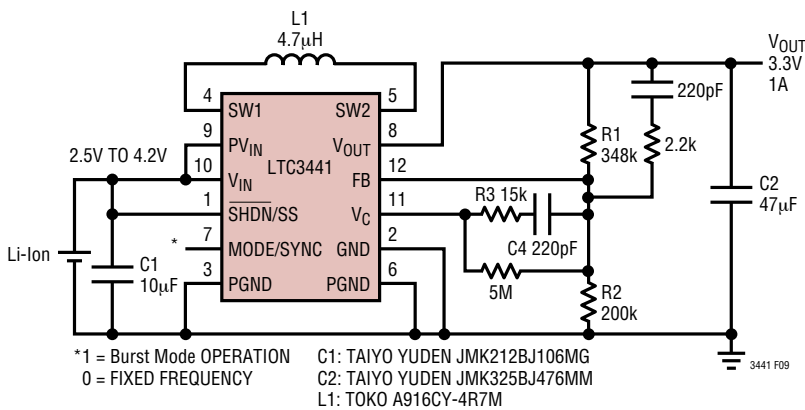 L1
4.7µH
4 SW1
SW2 5
9 PVIN
VOUT 8
2.5V TO 4.2V
10 VIN
LTC3441
FB 12
1 SHDN/SS
VC 11
* 7 MODE/SYNC
GND 2
3 PGND
PGND 6
Li-Ion
C1
10µF
R3 15k
C4 220pF
5M
R1
348k
2.2k
220pF
R2
200k
C2
47µF
VOUT
3.3V
1A
*1 = Burst Mode OPERATION
0 = FIXED FREQUENCY
C1: TAIYO YUDEN JMK212BJ106MG
C2: TAIYO YUDEN JMK325BJ476MM
L1: TOKO A916CY-4R7M
3441 F09